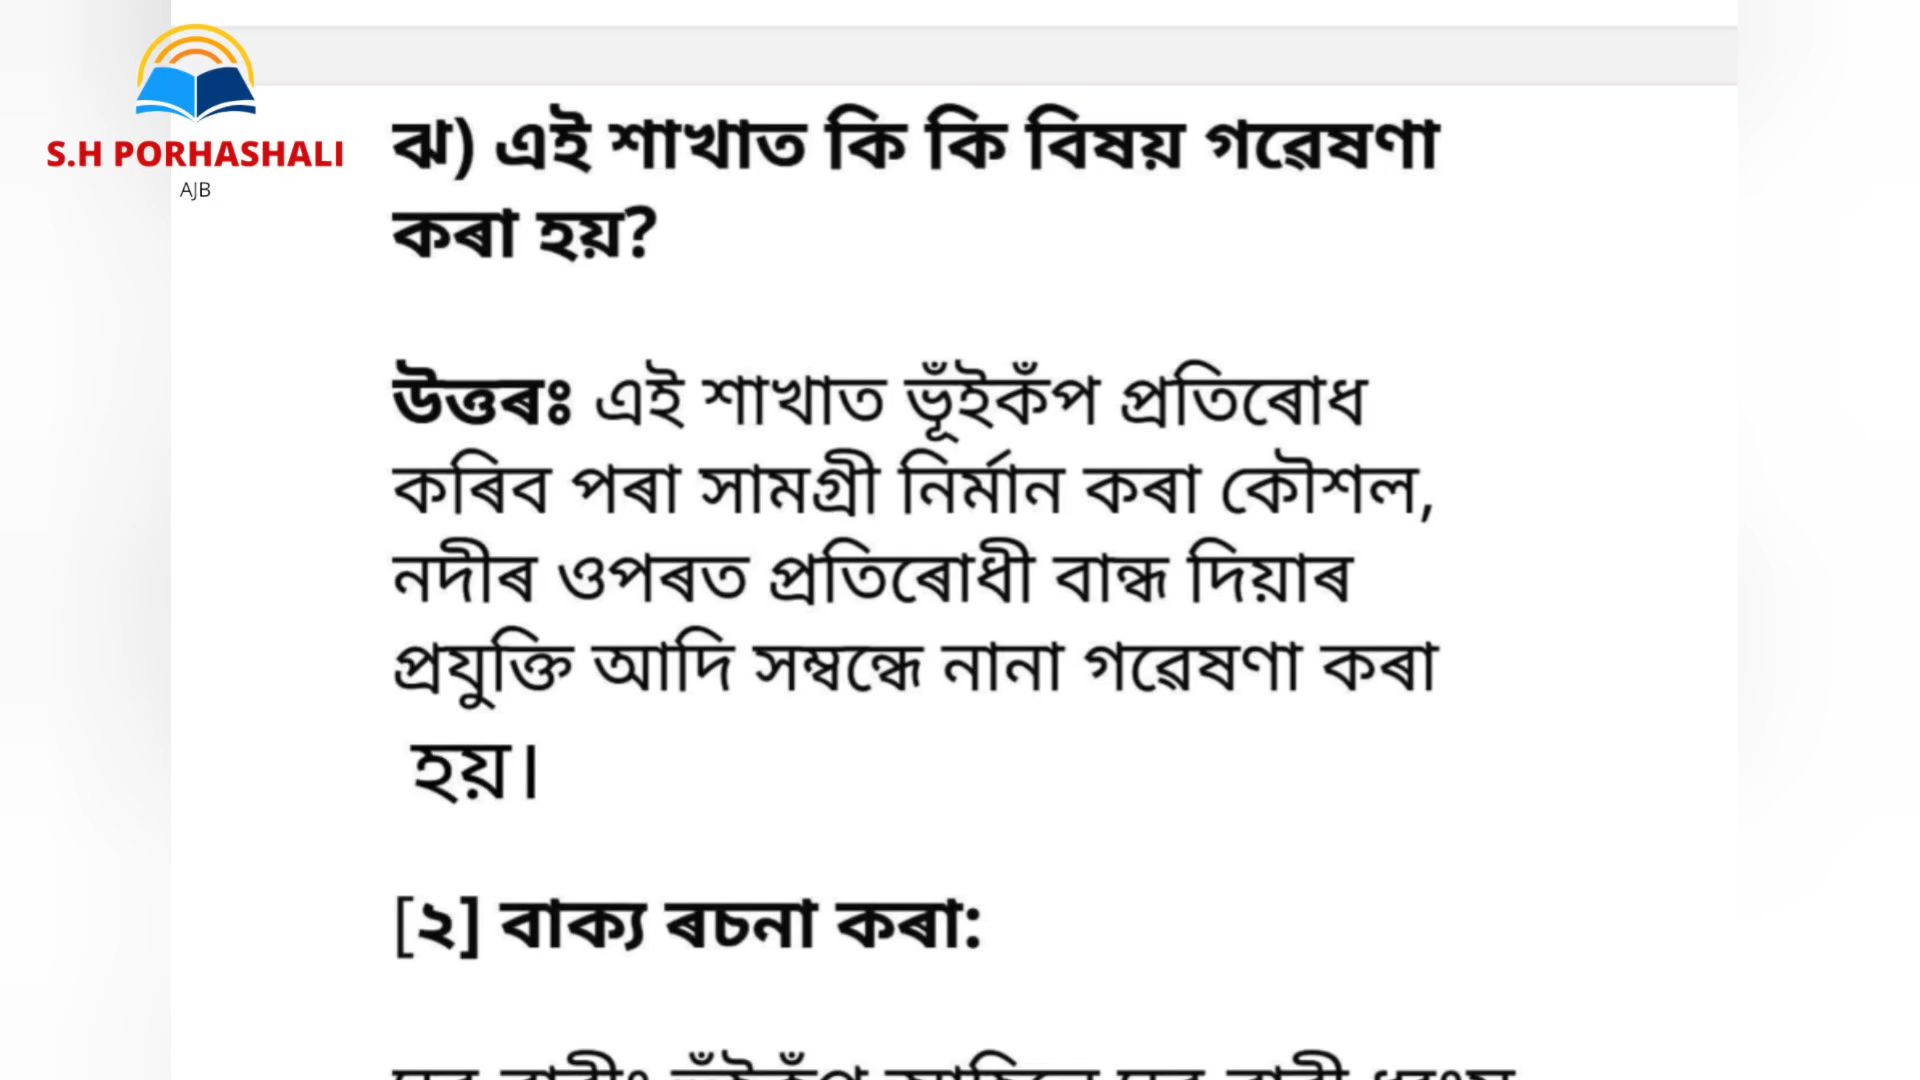 S.H PORHASHALI
AJB
ঝ) এই শাখাত কি কি বিষয় গৱেষণা
কৰা হয়?
উত্তৰঃ এই শাখাত ভূঁইকঁপ প্ৰতিৰোধ
কৰিব পৰা সামগ্ৰী নিৰ্মান কৰা কৌশল,
নদীৰ ওপৰত প্ৰতিৰোধী বান্ধ দিয়াৰ
প্ৰযুক্তি আদি সম্বন্ধে নানা গৱেষণা কৰা
হয়।
[২] বাক্য ৰচনা কৰা: